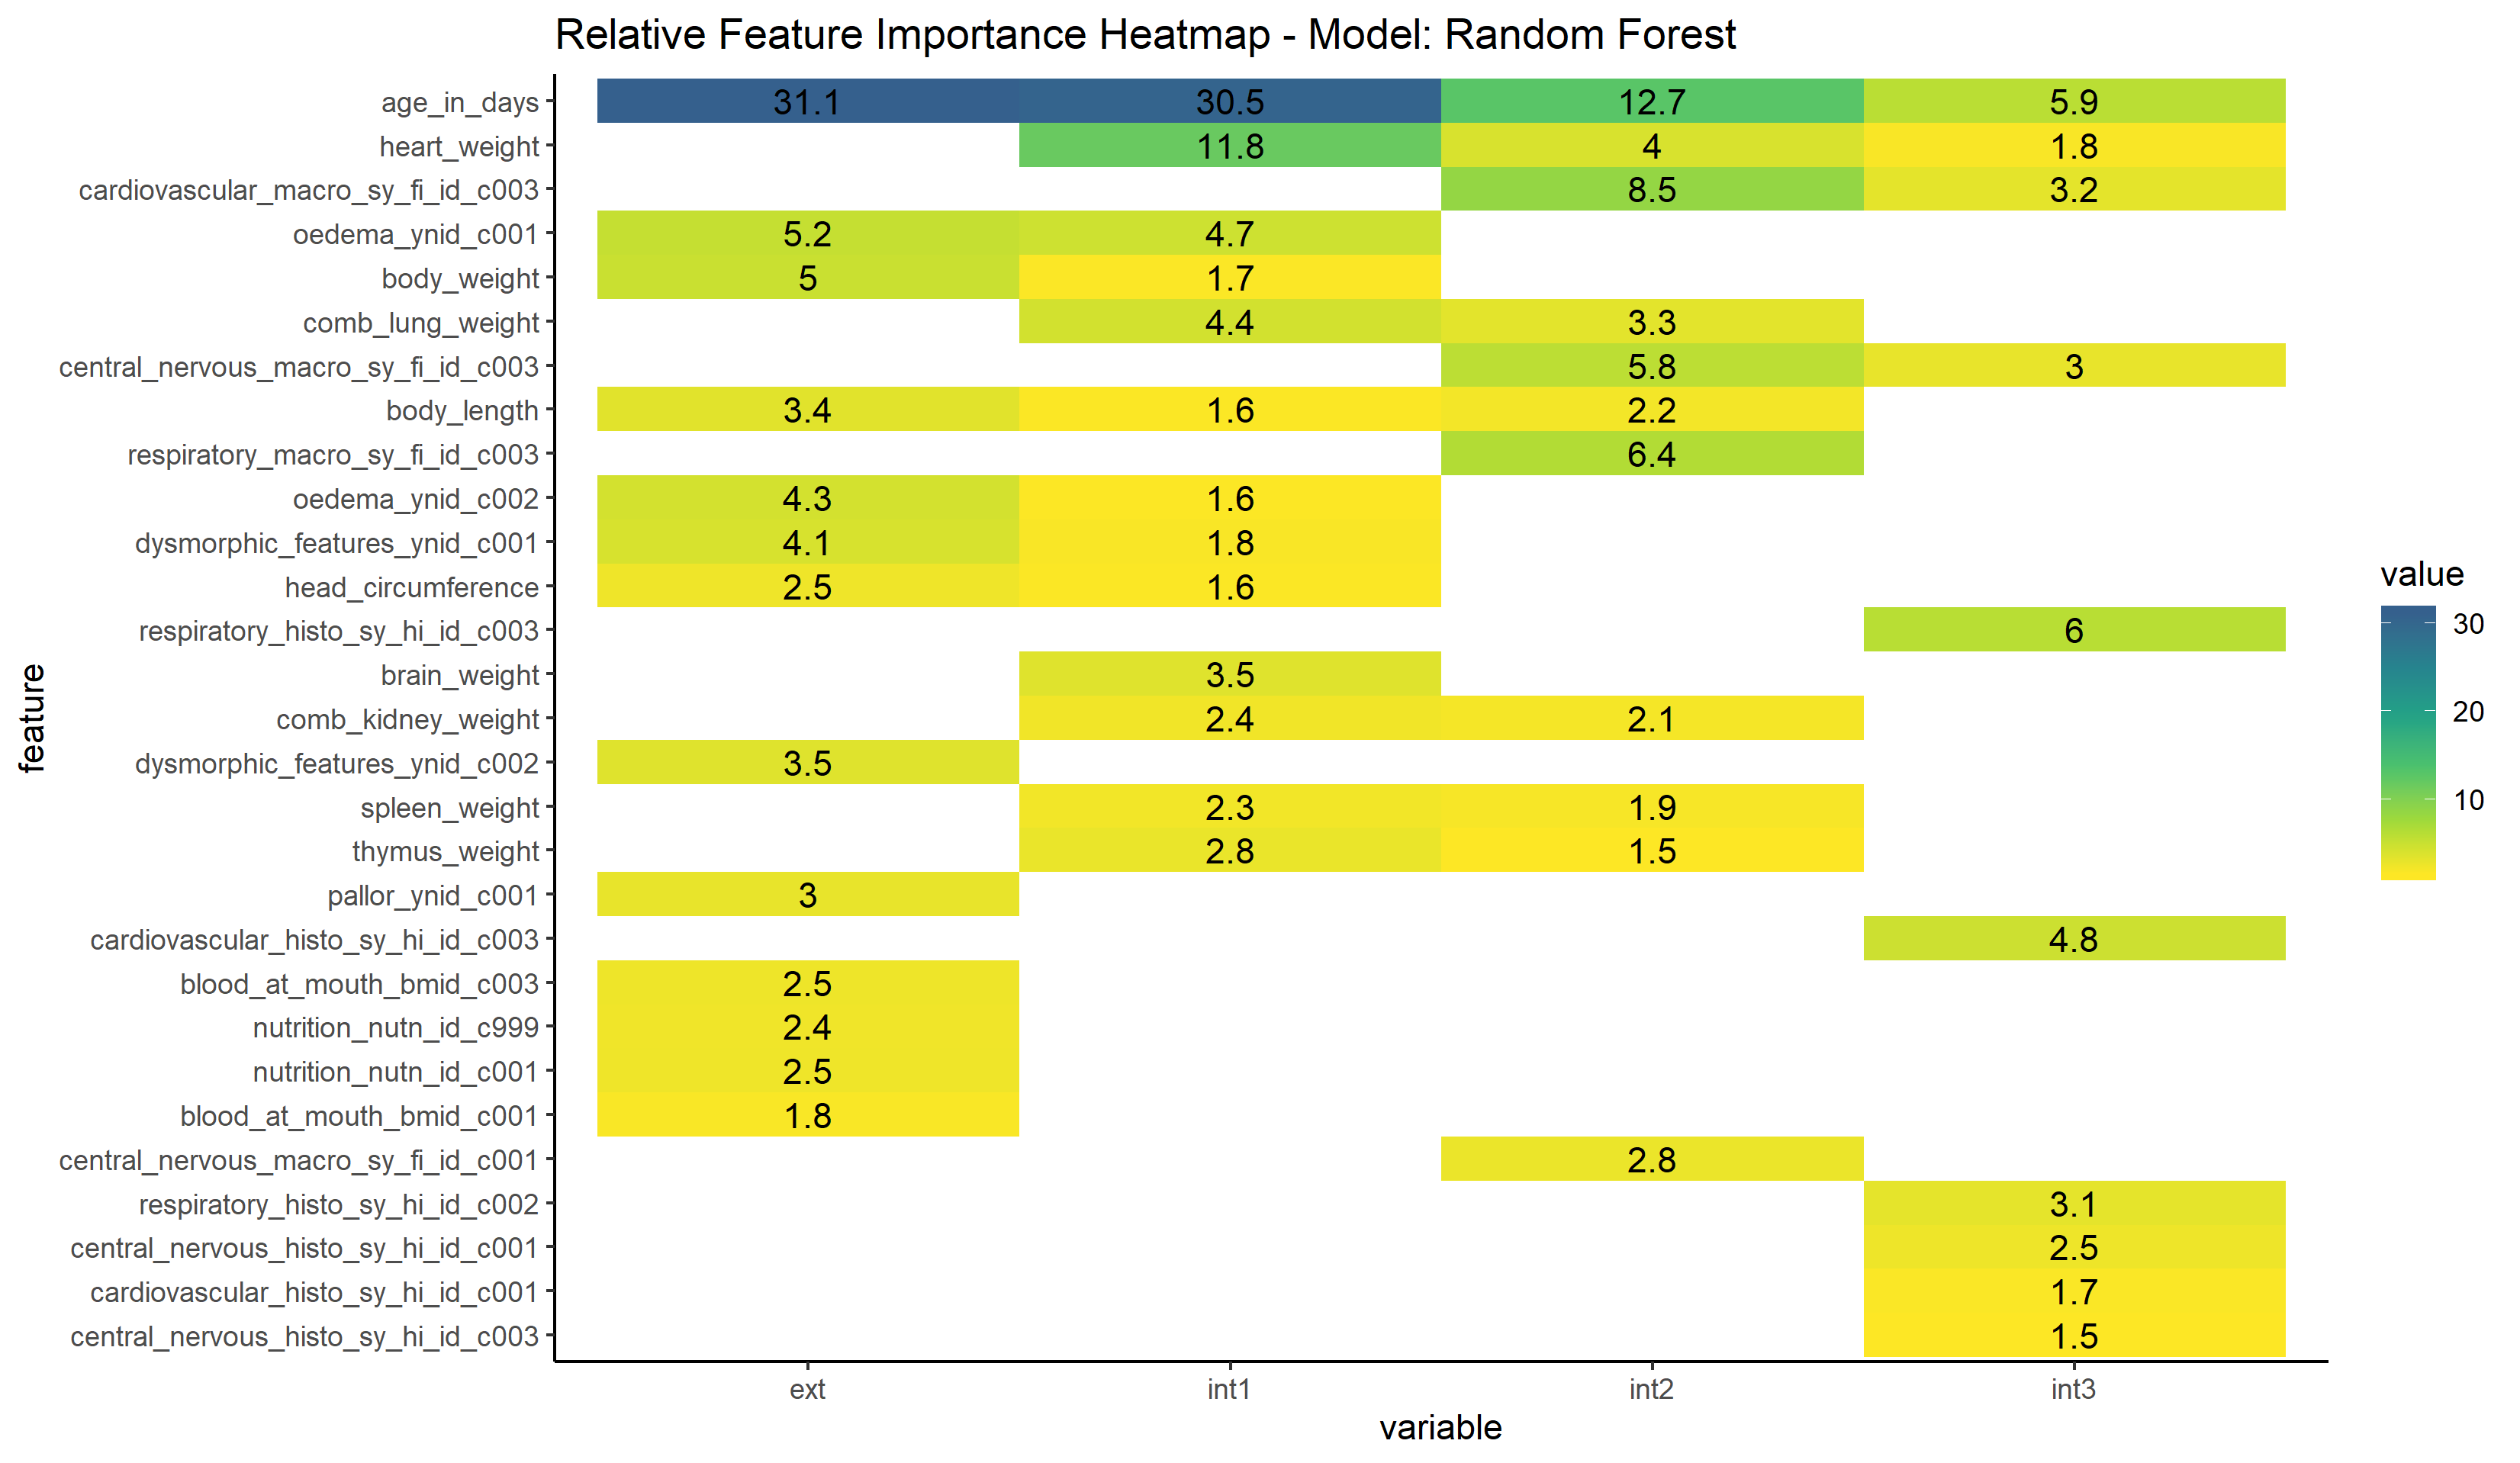 Relative Feature Importance Heatmap - Model: Random Forest
age_in_days 31.1 30.5 12.7 5.9
heart_weight 11.8 4 1.8
cardiovascular_macro_sy_fi_id_c003 8.5 3.2
oedema_ynid_c001 5.2 4.7
body_weight 5 1.7
comb_lung_weight 4.4 3.3
central_nervous_macro_sy_fi_id_c003 5.8 3
body_length 3.4 1.6 2.2
respiratory_macro_sy_fi_id_c003 6.4
oedema_ynid_c002 4.3 1.6
dysmorphic_features_ynid_c001 4.1 1.8
head_circumference 2.5 1.6
respiratory_histo_sy_hi_id_c003 6
brain_weight 3.5
comb_kidney_weight 2.4 2.1
dysmorphic_features_ynid_c002 3.5
spleen_weight 2.3 1.9
thymus_weight 2.8 1.5
pallor_ynid_c001 3
cardiovascular_histo_sy_hi_id_c003 4.8
blood_at_mouth_bmid_c003 2.5
nutrition_nutn_id_c999 2.4
nutrition_nutn_id_c001 2.5
blood_at_mouth_bmid_c001 1.8
central_nervous_macro_sy_fi_id_c001 2.8
respiratory_histo_sy_hi_id_c002 3.1
central_nervous_histo_sy_hi_id_c001 2.5
cardiovascular_histo_sy_hi_id_c001 1.7
central_nervous_histo_sy_hi_id_c003 1.5
ext int1 int2 int3
variable
feature
value
30
20
10